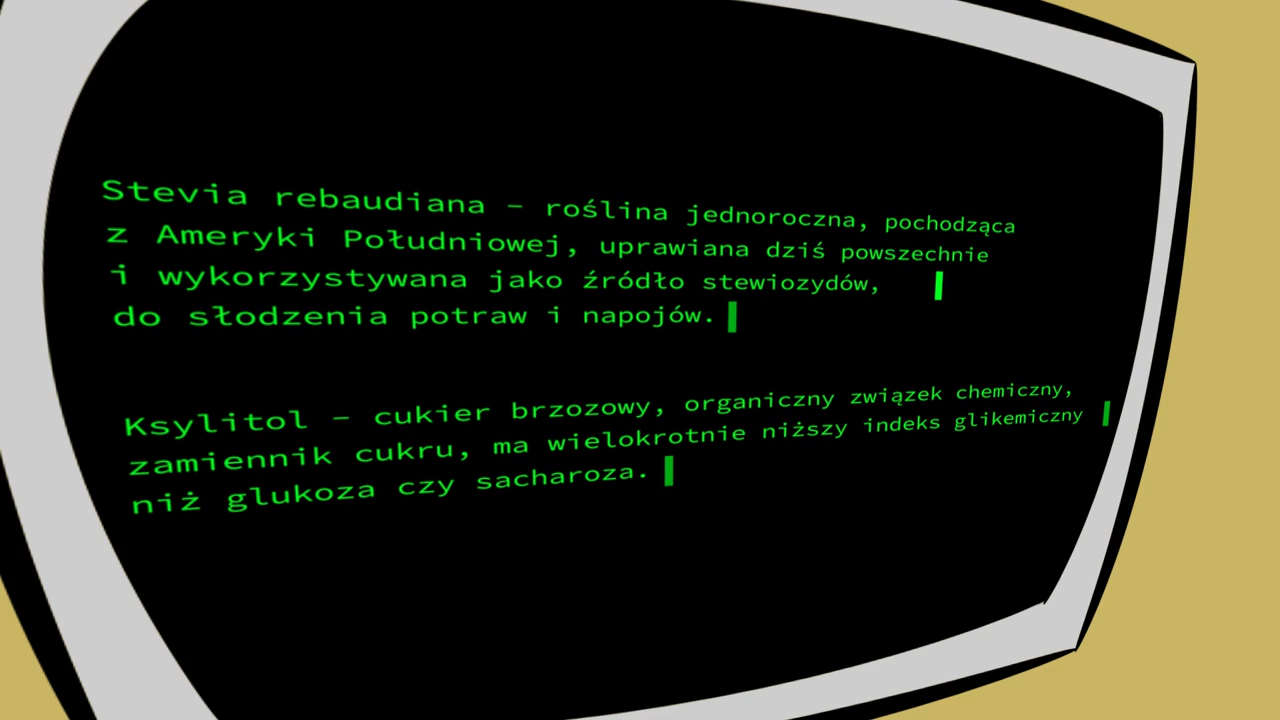 Stevia rebaudiana – roślina jednoroczna, pochodząca
z Ameryki Południowej, uprawiana dziś powszechnie
i wykorzystywana jako źródło stewiozydów,
do słodzenia potraw i napojów.
Ksylitol – cukier brzozowy, organiczny związek chemiczny,
zamiennik cukru, ma wielokrotnie niższy indeks glikemiczny
niż glukoza czy sacharoza.